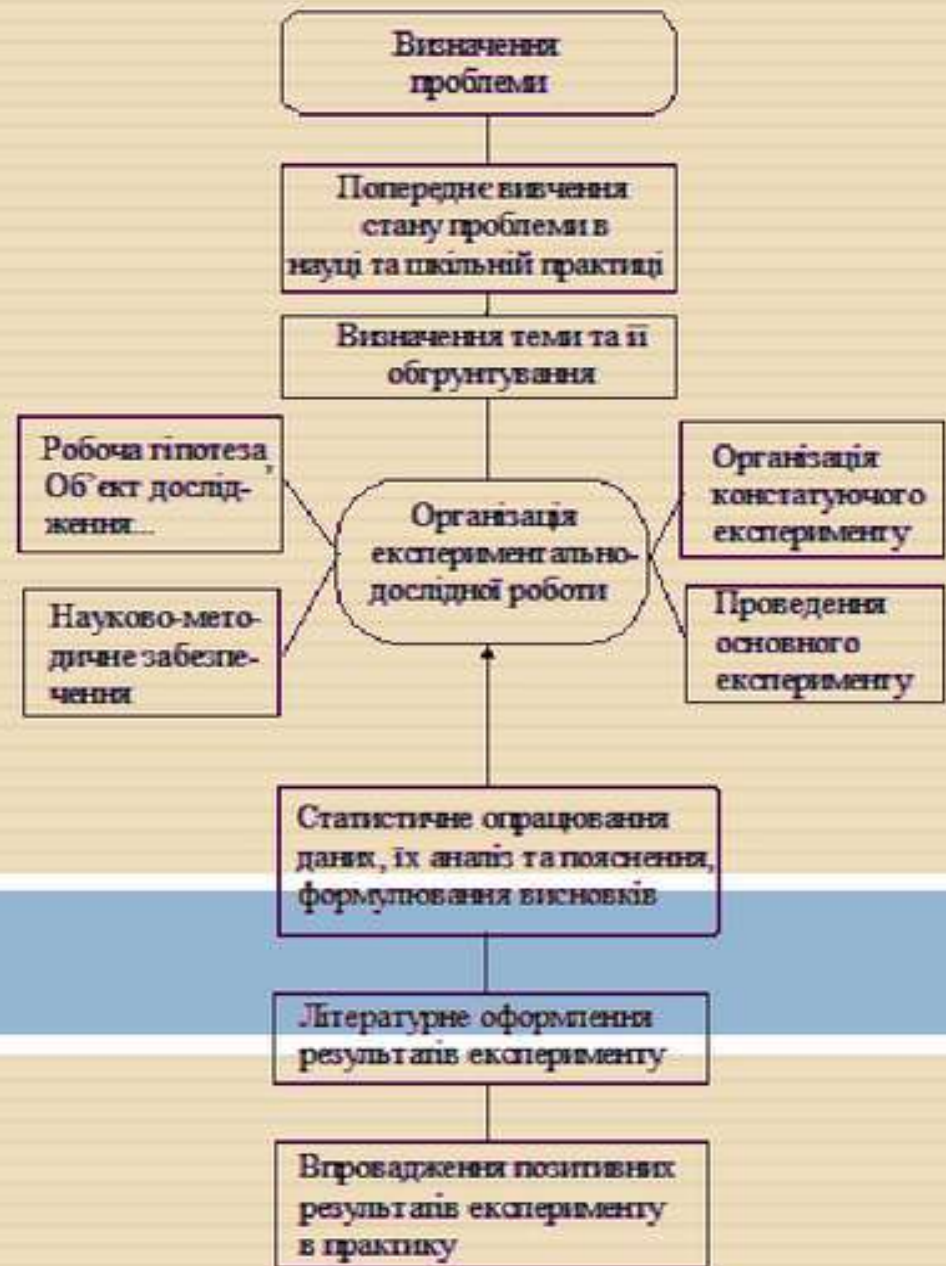 Визначення
проблеми
Попереднє вивчення
стану проблеми в
науці та шкільній практиці
Визначення теми та її
обгрунтування
Робоча гіпотеза,
Об`єкт дослід-
ження...
Науково-мето-
дичне забезпе-
чення
Організація
експериментально-
дослідної роботи
Організація
констатуючого
експерименту
Проведення
основного
експерименту
Статистичне опрацювання
даних, їх аналіз та пояснення,
формулювання висновків
Літературне оформлення
результатів експерименту
Впровадження позитивних
результатів експерименту
в практику